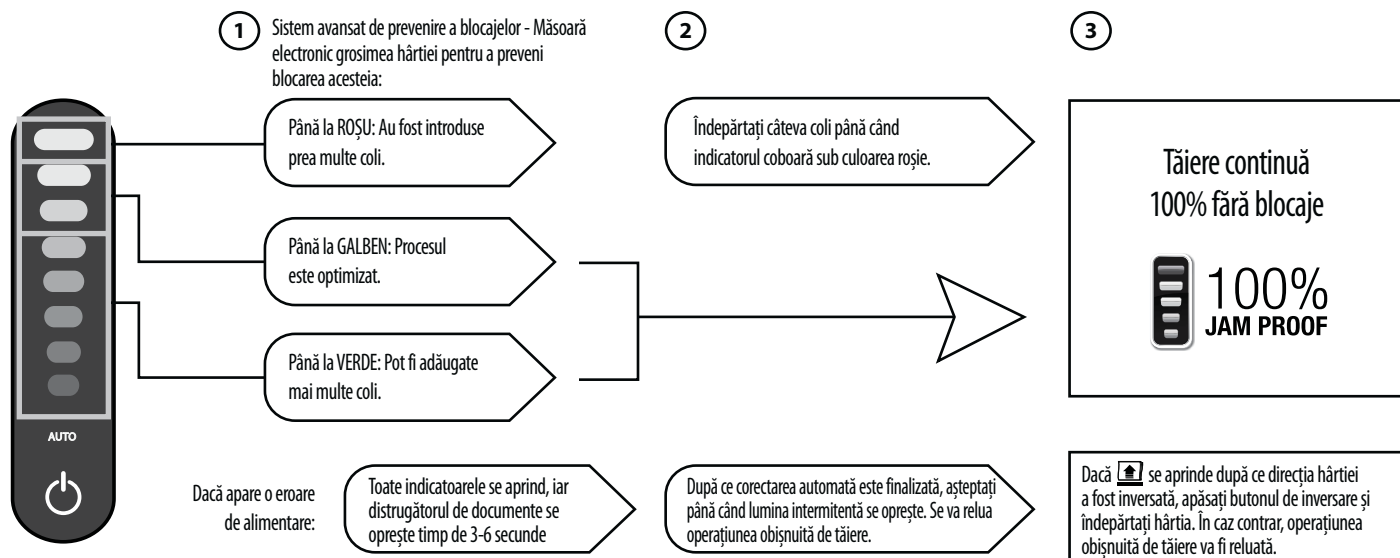 1
Sistem avansat de prevenire a blocajelor - Măsoară
electronic grosimea hârtiei pentru a preveni
blocarea acesteia:
Până la ROȘU: Au fost introduse
prea multe coli.
Până la GALBEN: Procesul
este optimizat.
Până la VERDE: Pot fi adăugate
mai multe coli.
2
Îndepărtați câteva coli până când
indicatorul coboară sub culoarea roșie.
3
Tăiere continuă
100% fără blocaje
100%
JAM PROOF
AUTO
Dacă apare o eroare
de alimentare:
Toate indicatoarele se aprind, iar
distrugătorul de documente se
oprește timp de 3-6 secunde
După ce corectarea automată este finalizată, așteptați
până când lumina intermitentă se oprește. Se va relua
operațiunea obișnuită de tăiere.
Dacă se aprinde după ce direcția hârtiei
a fost inversată, apăsați butonul de inversare și
îndepărtați hârtia. În caz contrar, operațiunea
obișnuită de tăiere va fi reluată.